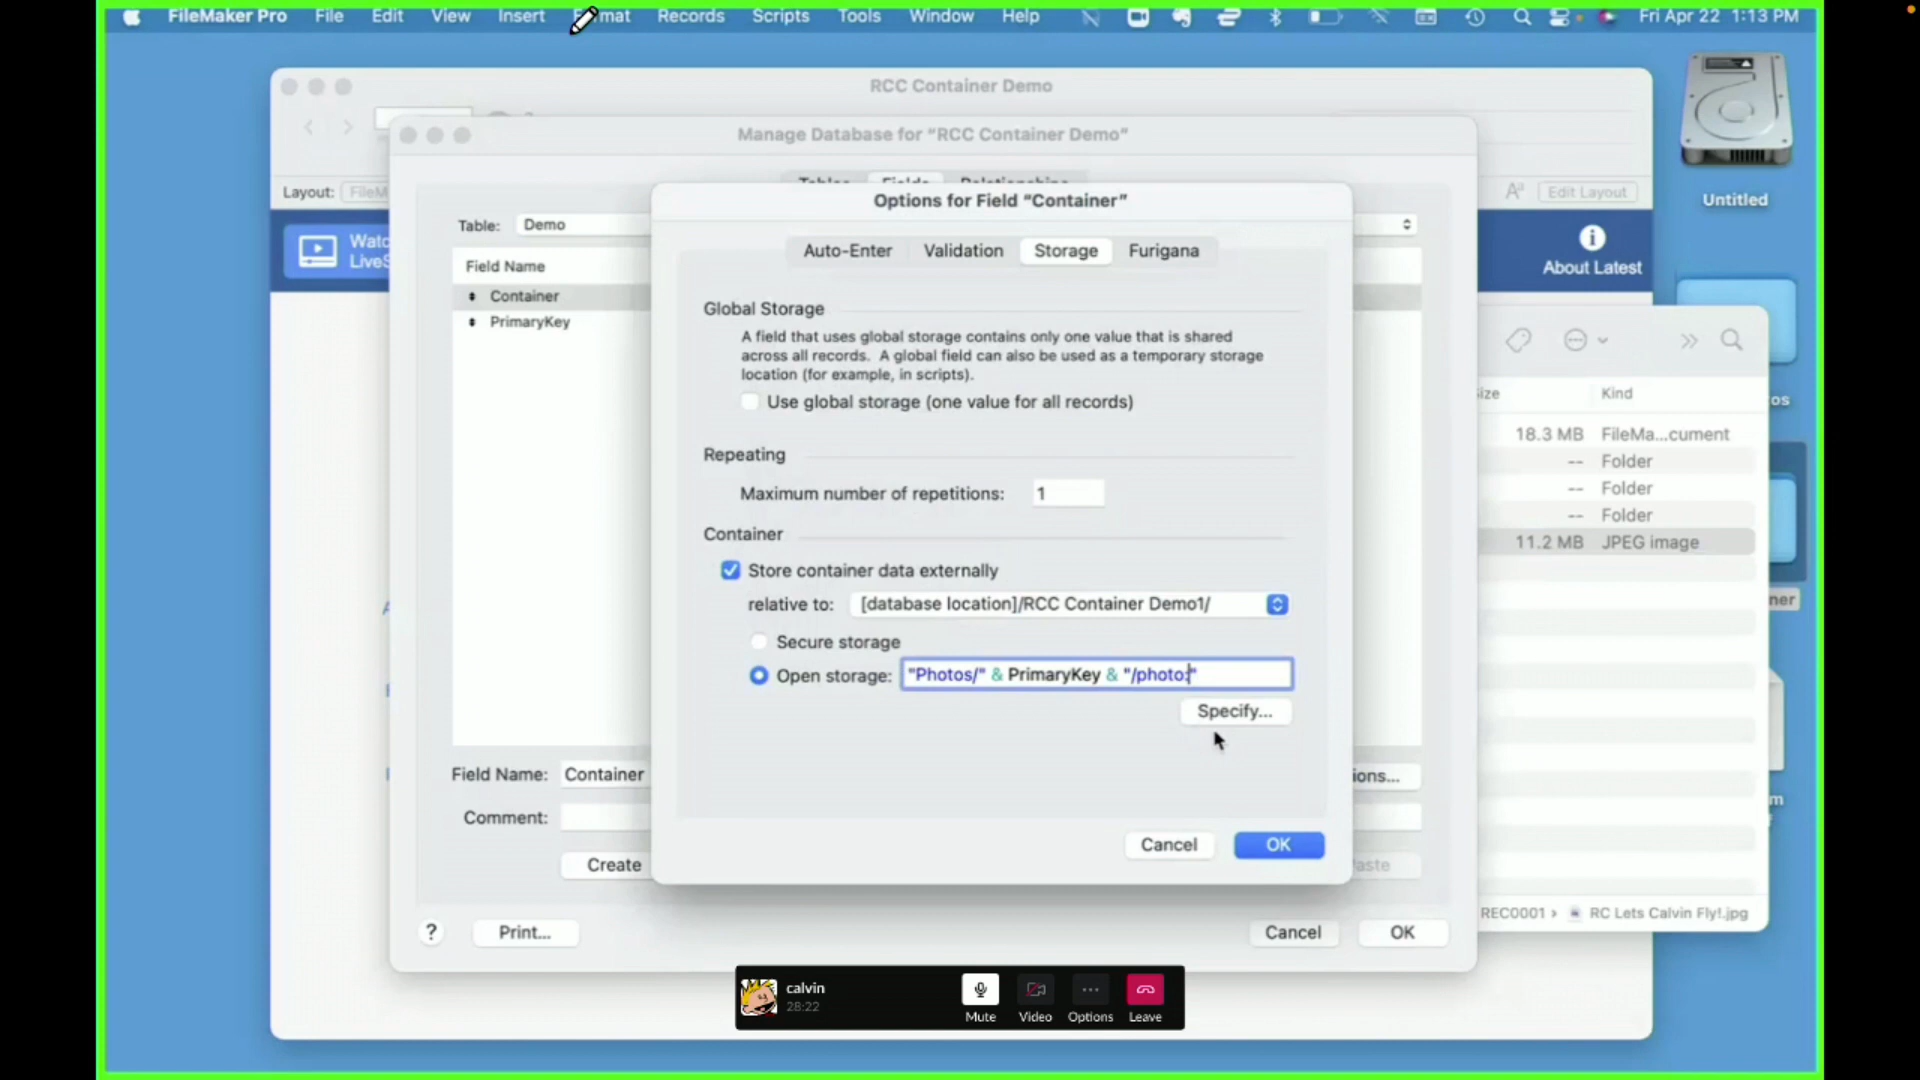 FileMaker Pro File Edit View Insert Format Records Scripts Tools Window Help Fri Apr 22 1:13 PM
RCC Container Demo
Manage Database for “RCC Container Demo”
Untitled
Layout:
Edit Layout
Tables Fields Relationships
Options for Field “Container”
Table: Demo
Auto-Enter Validation Storage Furigana
About Latest
Field Name
Container
PrimaryKey
Global Storage
A field that uses global storage contains only one value that is shared
across all records. A global field can also be used as a temporary storage
location (for example, in scripts).
Use global storage (one value for all records)
Kind
18.3 MB FileMa...cument
-- Folder
-- Folder
-- Folder
11.2 MB JPEG image
Repeating
Maximum number of repetitions: 1
Container
Store container data externally
relative to: [database location]/RCC Container Demo1/
Secure storage
Open storage: "Photos/" & PrimaryKey & "/photo:"
Specify...
Field Name: Container
Comment:
Cancel OK
Create
REC0001 › RC Lets Calvin Fly!.jpg
? Print... Cancel OK
calvin
28:22
Mute Video Options Leave